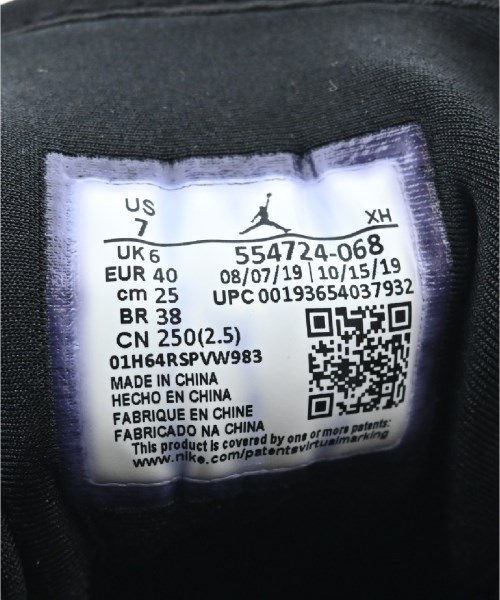 US
7
XH
UK 6
554724-068
EUR 40
08/07/19 | 10/15/19
cm 25
UPC 00193654037932
BR 38
CN 250(2.5)
01H64RSPVW983
MADE IN CHINA
HECHO EN CHINA
FABRIQUE EN CHINE
FABRICADO NA CHINA
This product is covered by one or more patents:
www.nike.com/patentsvirtualmarking